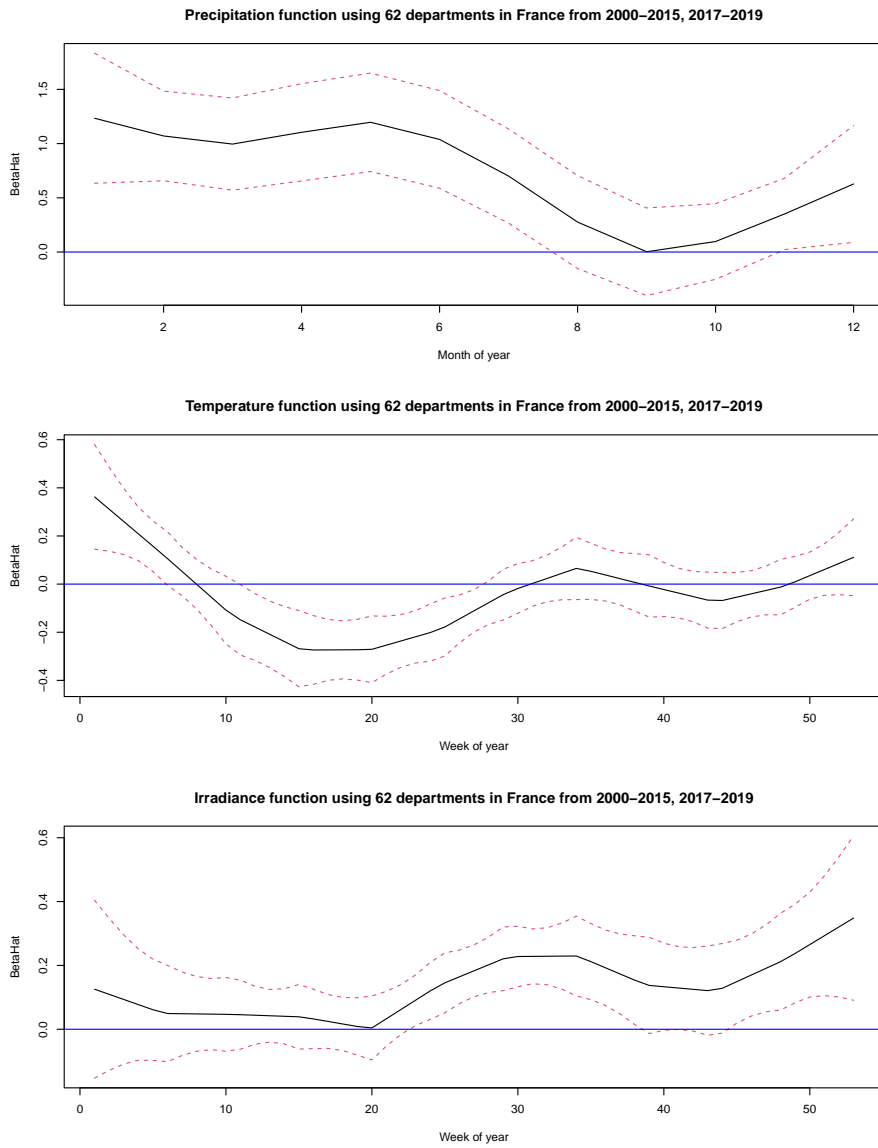 Precipitation function using 62 departments in France from 2000−2015, 2017−2019
BetaHat
1.5
1.0
0.5
0.0
2 4 6 8 10 12
Month of year
Temperature function using 62 departments in France from 2000−2015, 2017−2019
BetaHat
0.6
0.4
0.2
0.0
−0.2
−0.4
0 10 20 30 40 50
Week of year
Irradiance function using 62 departments in France from 2000−2015, 2017−2019
BetaHat
0.6
0.4
0.2
0.0
0 10 20 30 40 50
Week of year